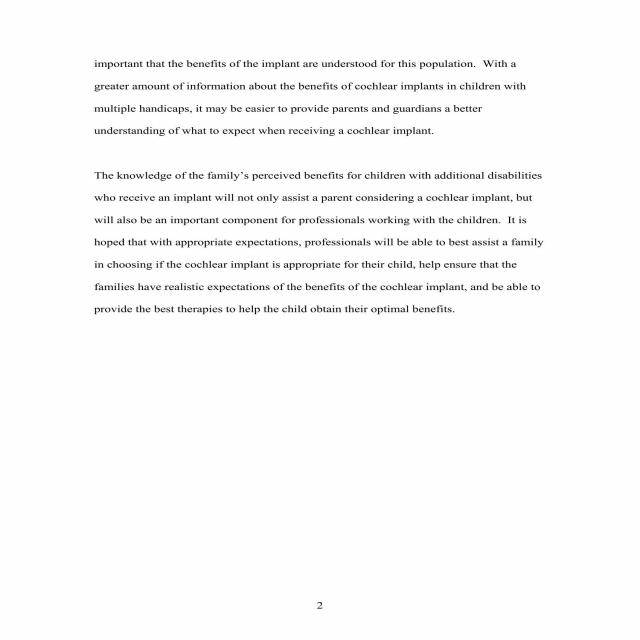 important that the benefits of the implant are understood for this population.  With a
greater amount of information about the benefits of cochlear implants in children with
multiple handicaps, it may be easier to provide parents and guardians a better
understanding of what to expect when receiving a cochlear implant.
The knowledge of the family’s perceived benefits for children with additional disabilities
who receive an implant will not only assist a parent considering a cochlear implant, but
will also be an important component for professionals working with the children.  It is
hoped that with appropriate expectations, professionals will be able to best assist a family
in choosing if the cochlear implant is appropriate for their child, help ensure that the
families have realistic expectations of the benefits of the cochlear implant, and be able to
provide the best therapies to help the child obtain their optimal benefits.
2